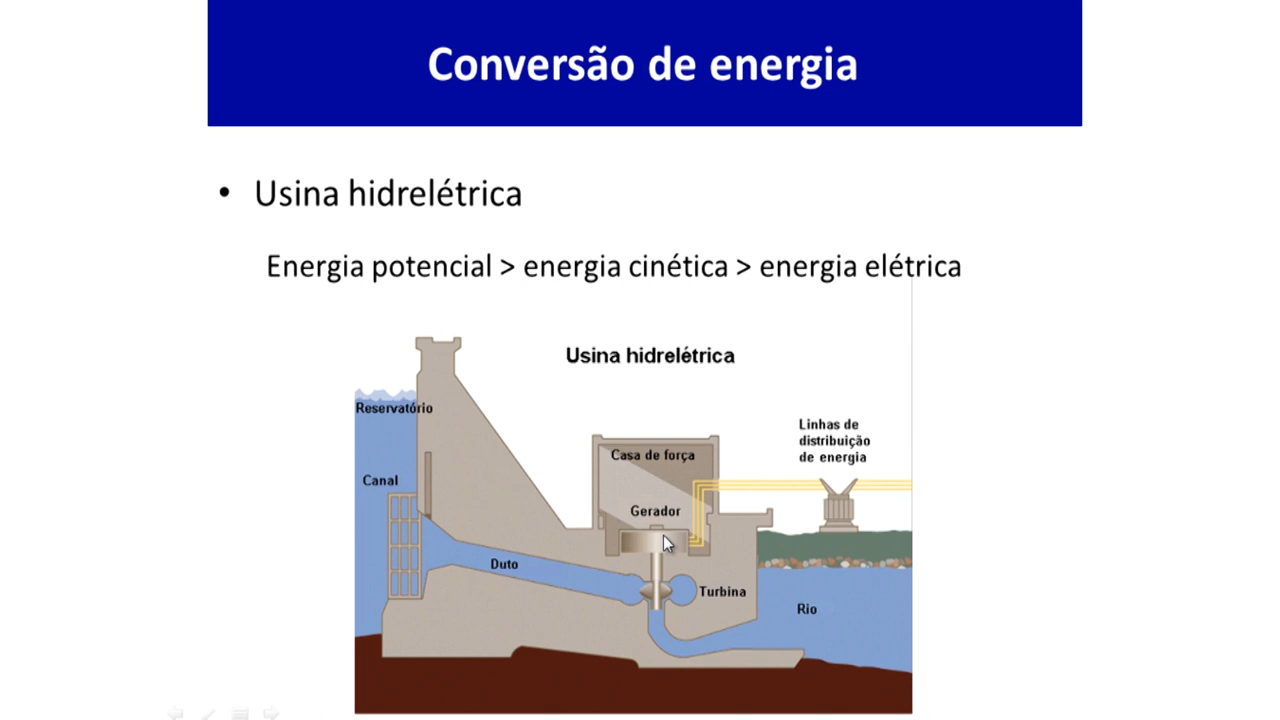 Conversão de energia
• Usina hidrelétrica
Energia potencial > energia cinética > energia elétrica
Usina hidrelétrica
Reservatório
Linhas de
distribuição
de energia
Casa de força
Canal
Gerador
Duto
Turbina
Rio